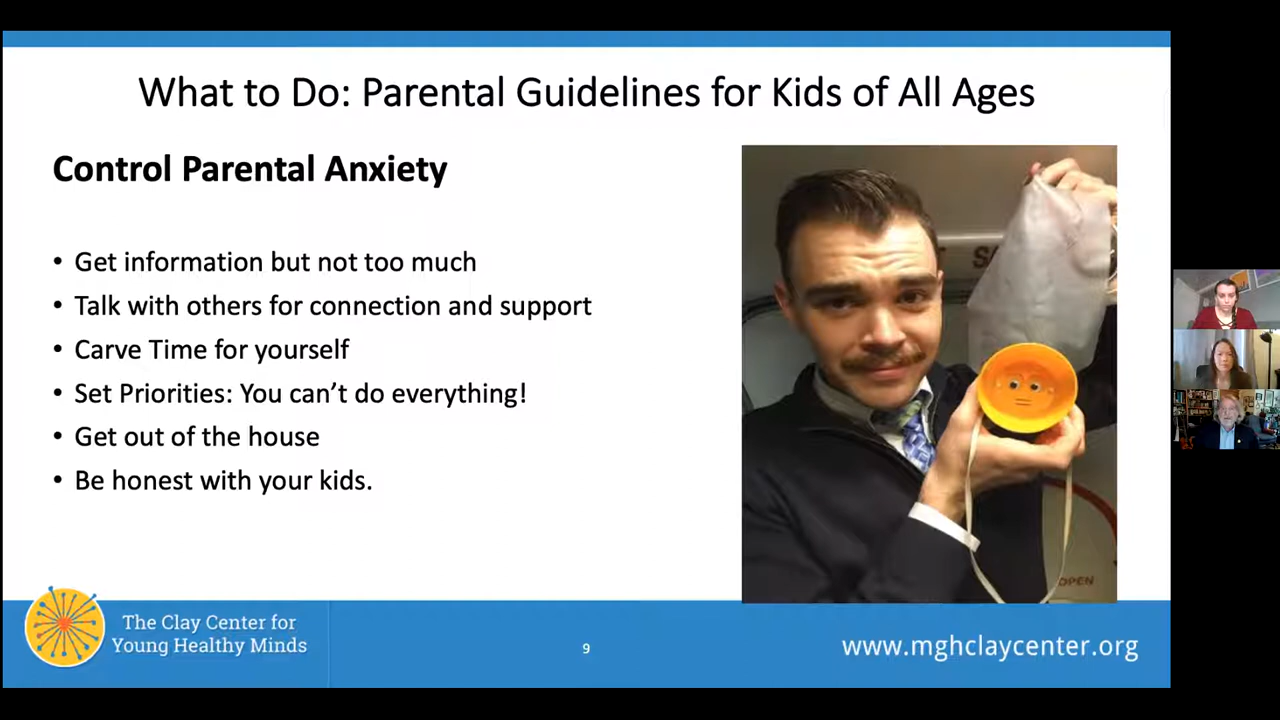 What to Do: Parental Guidelines for Kids of All Ages
Control Parental Anxiety
• Get information but not too much
• Talk with others for connection and support
• Carve Time for yourself
• Set Priorities: You can't do everything!
• Get out of the house
• Be honest with your kids.
OPEN
The Clay Center for
Young Healthy Minds
9
www.mghclaycenter.org